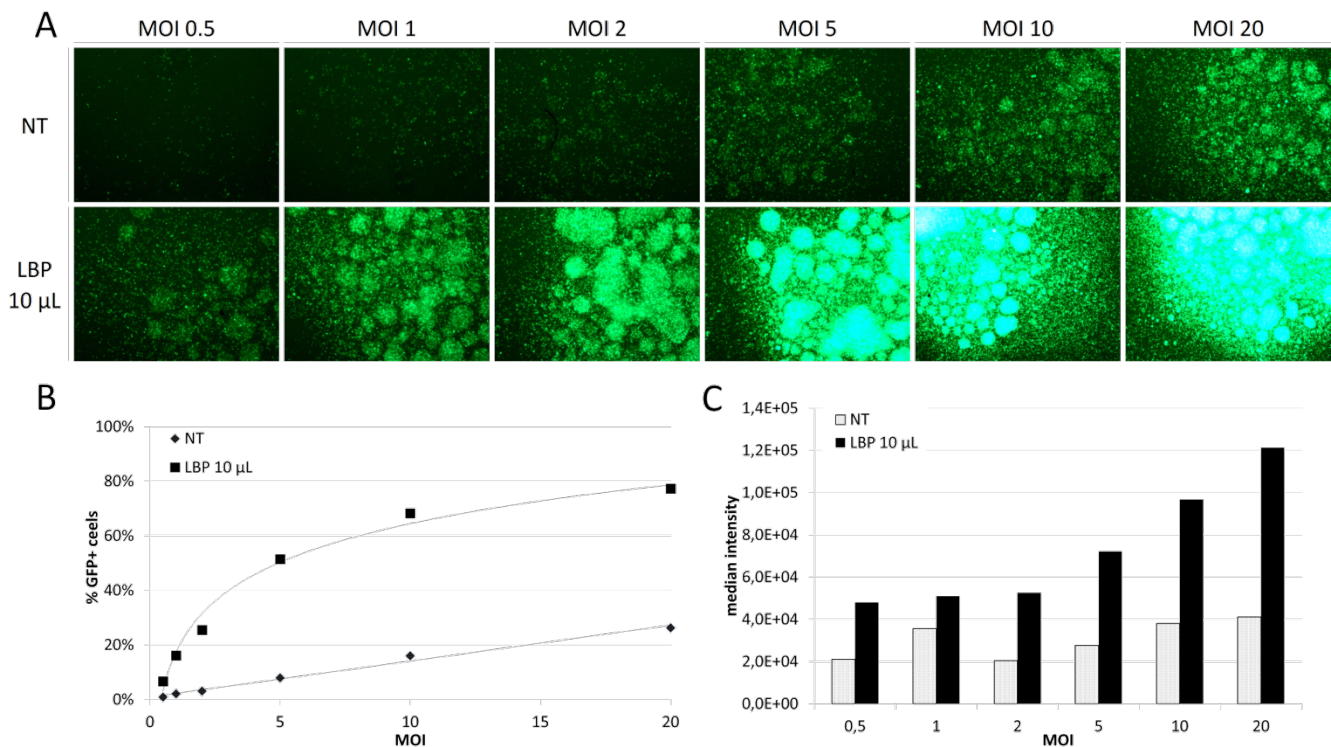 A
MOI 0.5 MOI 1 MOI 2 MOI 5 MOI 10 MOI 20
NT
LBP
10 µL
B
100%
80%
60%
40%
20%
0%
% GFP+ ceels
NT
LBP 10 µL
0 5 10 15 20
MOI
C
1,4E+05
1,2E+05
1,0E+05
8,0E+04
6,0E+04
4,0E+04
2,0E+04
0,0E+00
median intensity
NT
LBP 10 µL
0,5 1 2 5 10 20
MOI